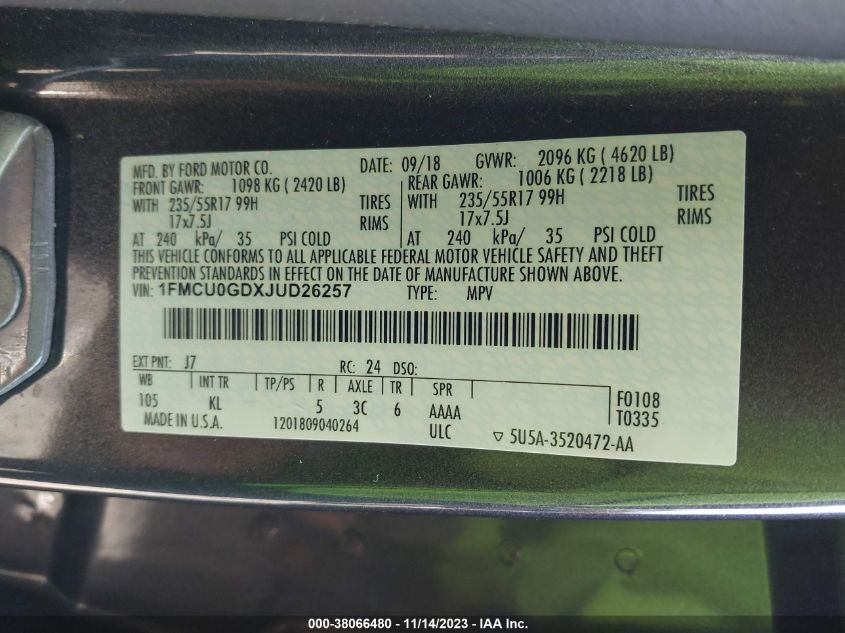 MFD. BY FORD MOTOR CO. DATE: 09/18 GVWR: 2096 KG ( 4620 LB)
FRONT GAWR: 1098 KG ( 2420 LB) REAR GAWR: 1006 KG ( 2218 LB)
WITH 235/55R17 99H TIRES WITH 235/55R17 99H TIRES
17x7.5J RIMS 17x7.5J RIMS
AT 240 kPa/ 35 PSI COLD AT 240 kPa/ 35 PSI COLD
THIS VEHICLE CONFORMS TO ALL APPLICABLE FEDERAL MOTOR VEHICLE SAFETY AND THEFT
PREVENTION STANDARDS IN EFFECT ON THE DATE OF MANUFACTURE SHOWN ABOVE.
VIN: 1FMCU0GDXJUD26257 TYPE: MPV
EXT PNT: J7 RC: 24 DSO:
WB INT TR TP/PS R AXLE TR SPR F0108
105 KL 5 3C 6 AAAA T0335
MADE IN U.S.A. 1201809040264 ULC ▽ 5U5A-3520472-AA
000-38066480 - 11/14/2023 - IAA Inc.